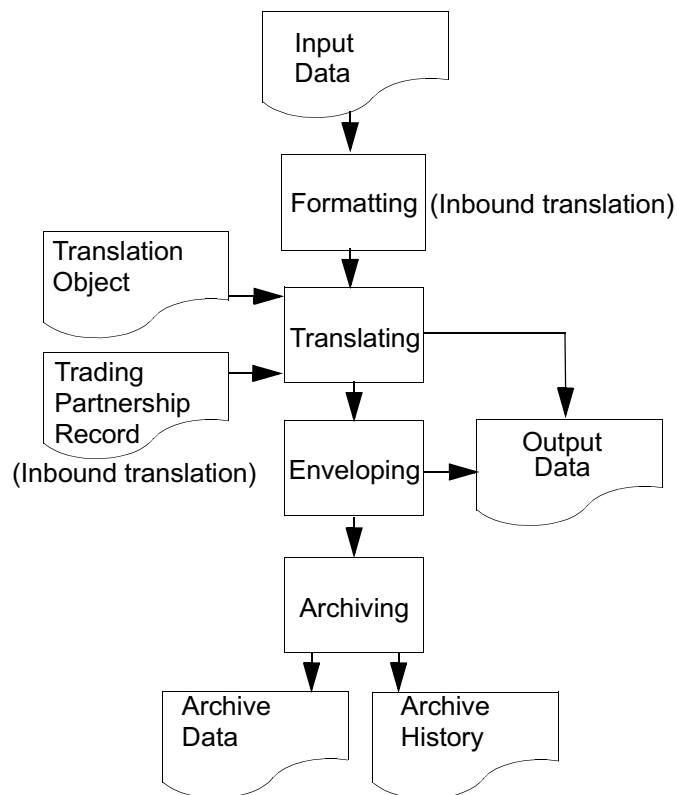 Input
Data
Formatting (Inbound translation)
Translation
Object
Translating
Trading
Partnership
Record
(Inbound translation)
Enveloping
Output
Data
Archiving
Archive
Data
Archive
History